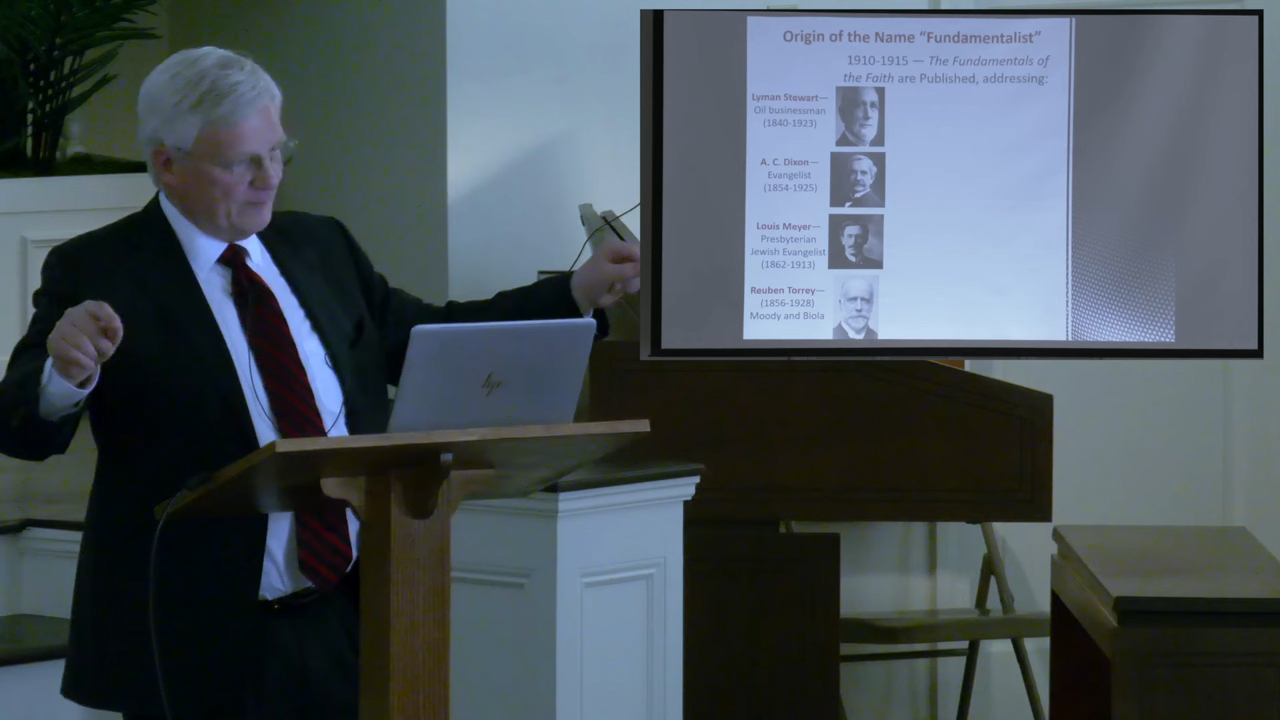 Origin of the Name “Fundamentalist”
1910-1915 — The Fundamentals of
the Faith are Published, addressing:
Lyman Stewart—
Oil businessman
(1840-1923)
A. C. Dixon—
Evangelist
(1854-1925)
Louis Meyer—
Presbyterian
Jewish Evangelist
(1862-1913)
Reuben Torrey—
(1856-1928)
Moody and Biola
hp